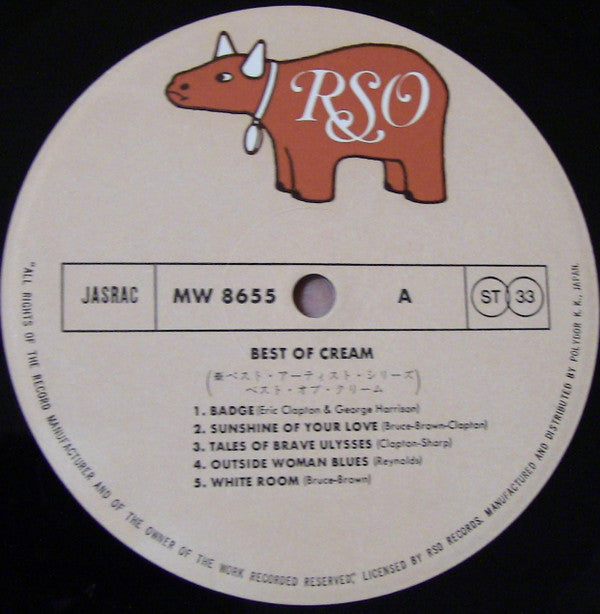 RSO
JASRAC MW 8655 A ST 33
BEST OF CREAM
(※ベスト・アーティスト・シリーズ
ベスト・オブ・クリーム)
1. BADGE (Eric Clapton & George Harrison)
2. SUNSHINE OF YOUR LOVE (Bruce-Brown-Clapton)
3. TALES OF BRAVE ULYSSES (Clapton-Sharp)
4. OUTSIDE WOMAN BLUES (Reynolds)
5. WHITE ROOM (Bruce-Brown)
"ALL RIGHTS OF THE RECORD MANUFACTURER AND OF THE OWNER OF THE WORK RECORDED RESERVED," LICENSED BY RSO RECORDS, MANUFACTURED AND DISTRIBUTED BY POLYDOR K. K., JAPAN.